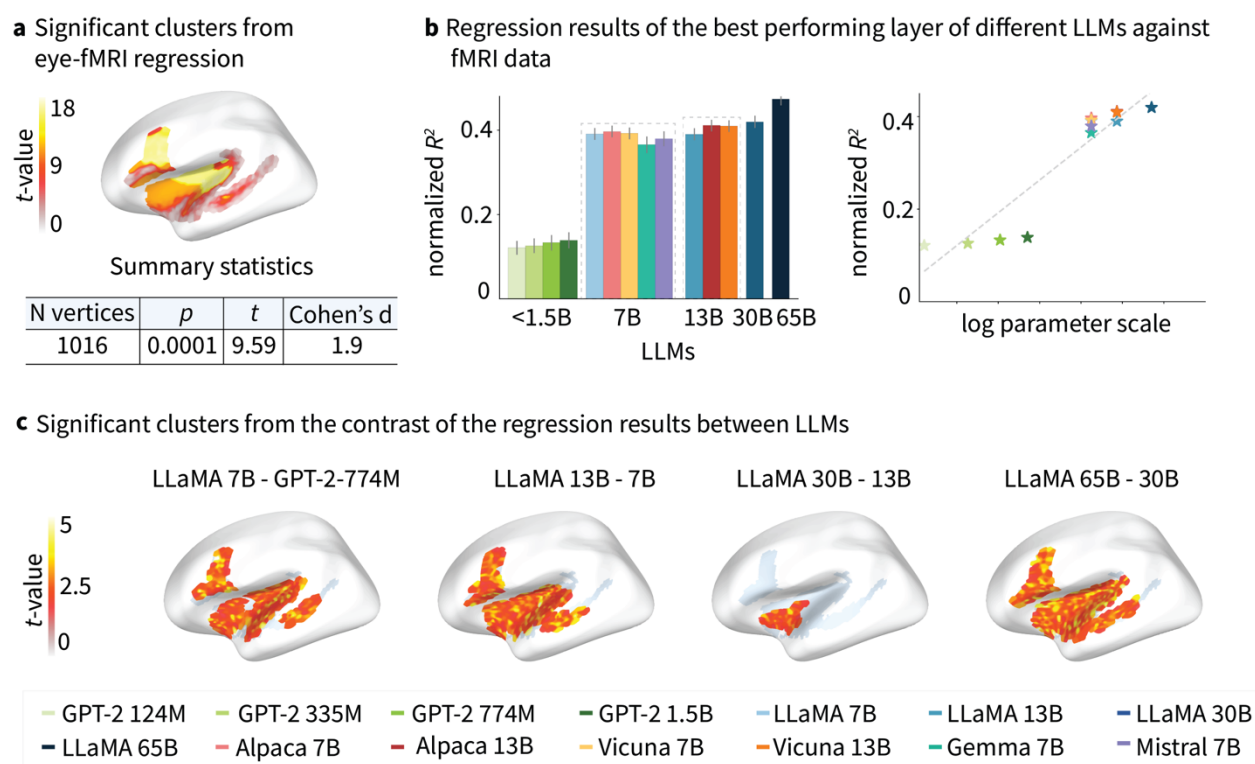 a Significant clusters from
eye-fMRI regression
18
9
0
t-value
Summary statistics
N vertices p t Cohen's d
1016 0.0001 9.59 1.9
b Regression results of the best performing layer of different LLMs against
fMRI data
normalized R²
0.4
0.2
0
<1.5B 7B 13B 30B 65B
LLMs
normalized R²
0.4
0.2
0
log parameter scale
c Significant clusters from the contrast of the regression results between LLMs
LLaMA 7B - GPT-2-774M LLaMA 13B - 7B LLaMA 30B - 13B LLaMA 65B - 30B
t-value
5
2.5
0
GPT-2 124M GPT-2 335M GPT-2 774M GPT-2 1.5B LLaMA 7B LLaMA 13B LLaMA 30B
LLaMA 65B Alpaca 7B Alpaca 13B Vicuna 7B Vicuna 13B Gemma 7B Mistral 7B